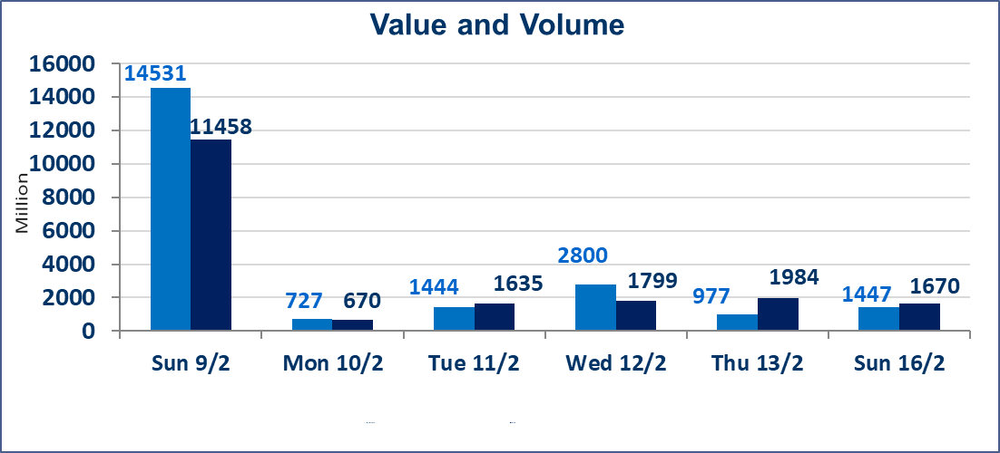 Value and Volume
16000
14000
12000
10000
8000
6000
4000
2000
0
Million
14531
11458
727
670
1444
1635
2800
1799
977
1984
1447
1670
Sun 9/2
Mon 10/2
Tue 11/2
Wed 12/2
Thu 13/2
Sun 16/2